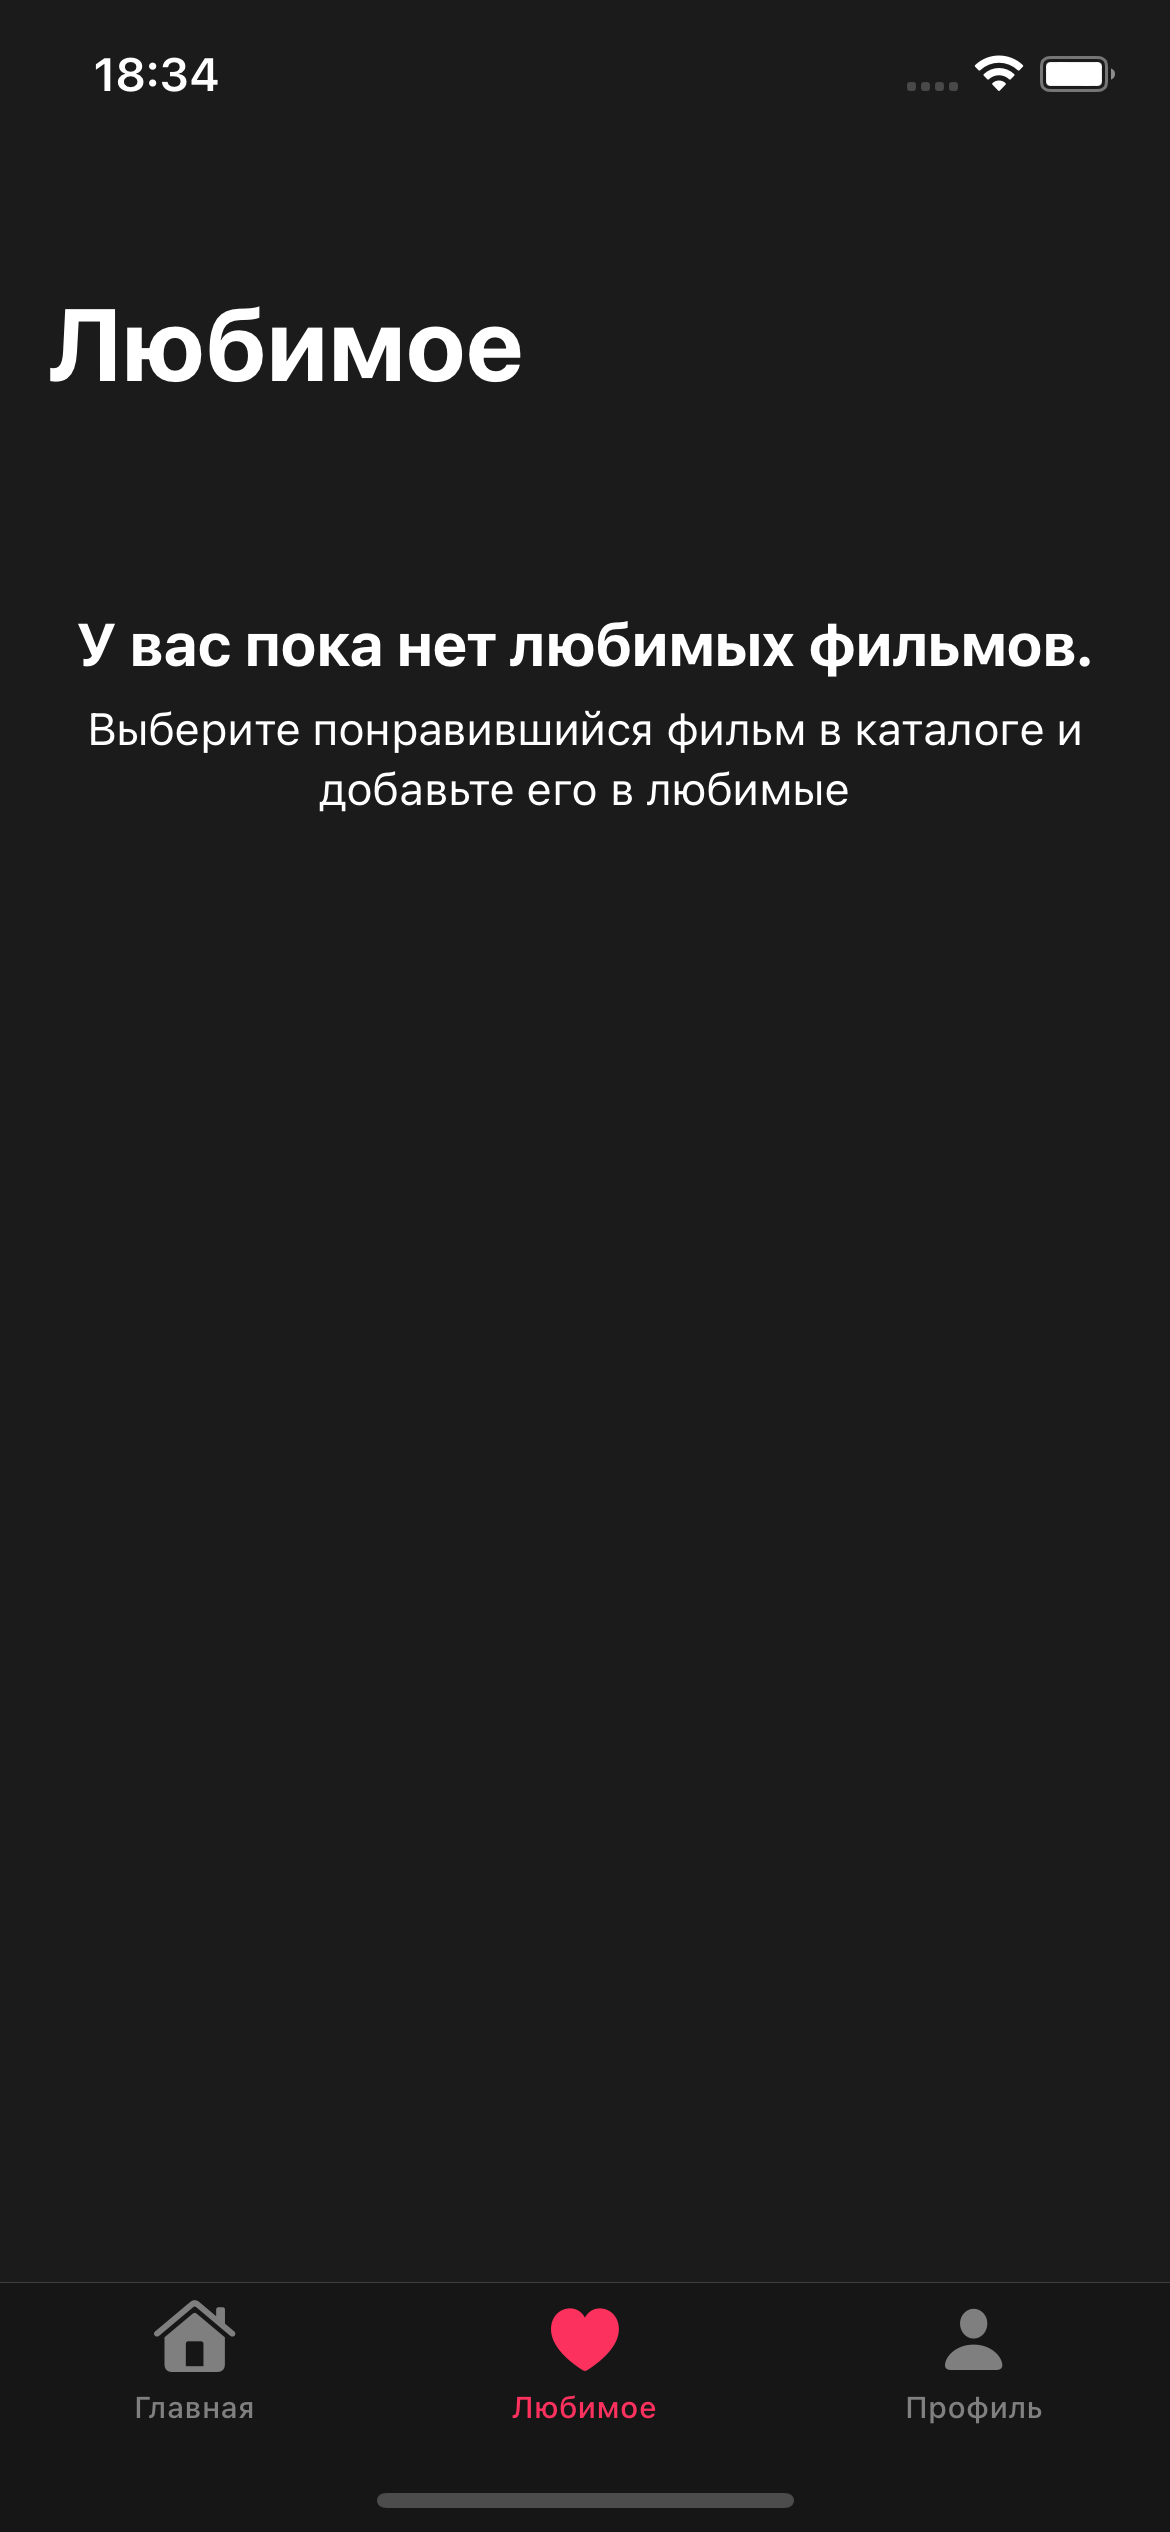 18:34
Любимое
У вас пока нет любимых фильмов.
Выберите понравившийся фильм в каталоге и
добавьте его в любимые
Главная
Любимое
Профиль